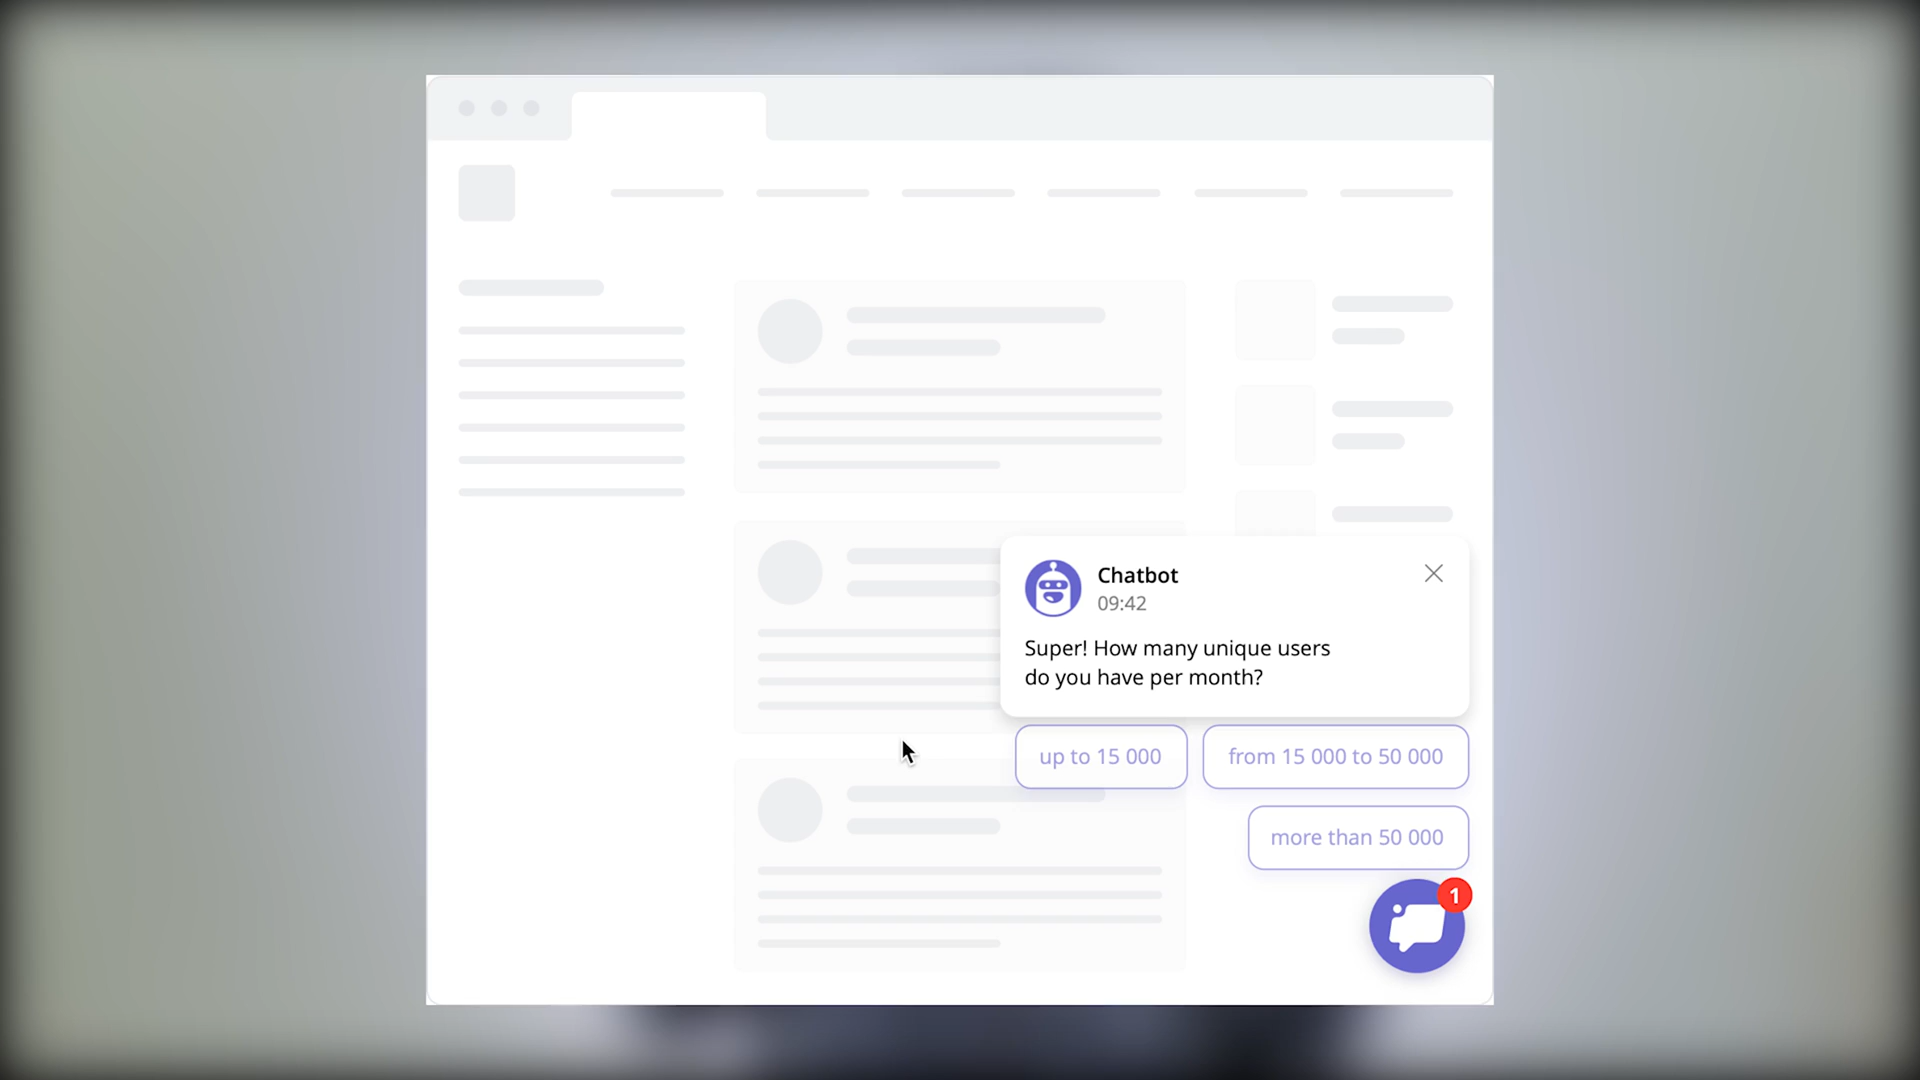 Chatbot
09:42
Super! How many unique users
do you have per month?
up to 15 000
from 15 000 to 50 000
more than 50 000
1